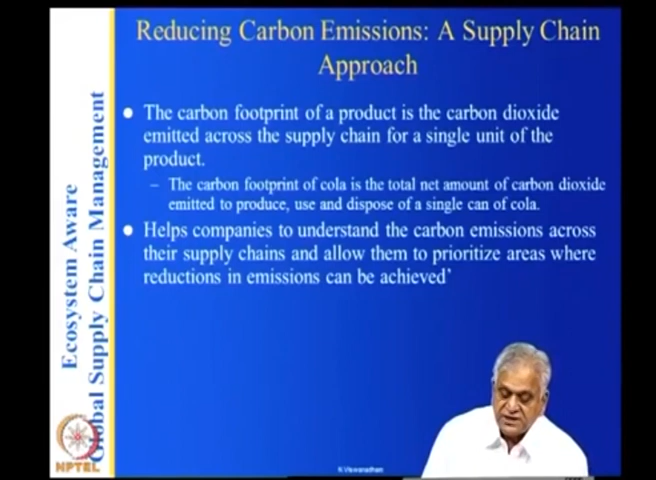 Reducing Carbon Emissions: A Supply Chain
Approach
● The carbon footprint of a product is the carbon dioxide
emitted across the supply chain for a single unit of the
product.
– The carbon footprint of cola is the total net amount of carbon dioxide
emitted to produce, use and dispose of a single can of cola.
● Helps companies to understand the carbon emissions across
their supply chains and allow them to prioritize areas where
reductions in emissions can be achieved’
Ecosystem Aware
Global Supply Chain Management
NPTEL
N.Viswanadham